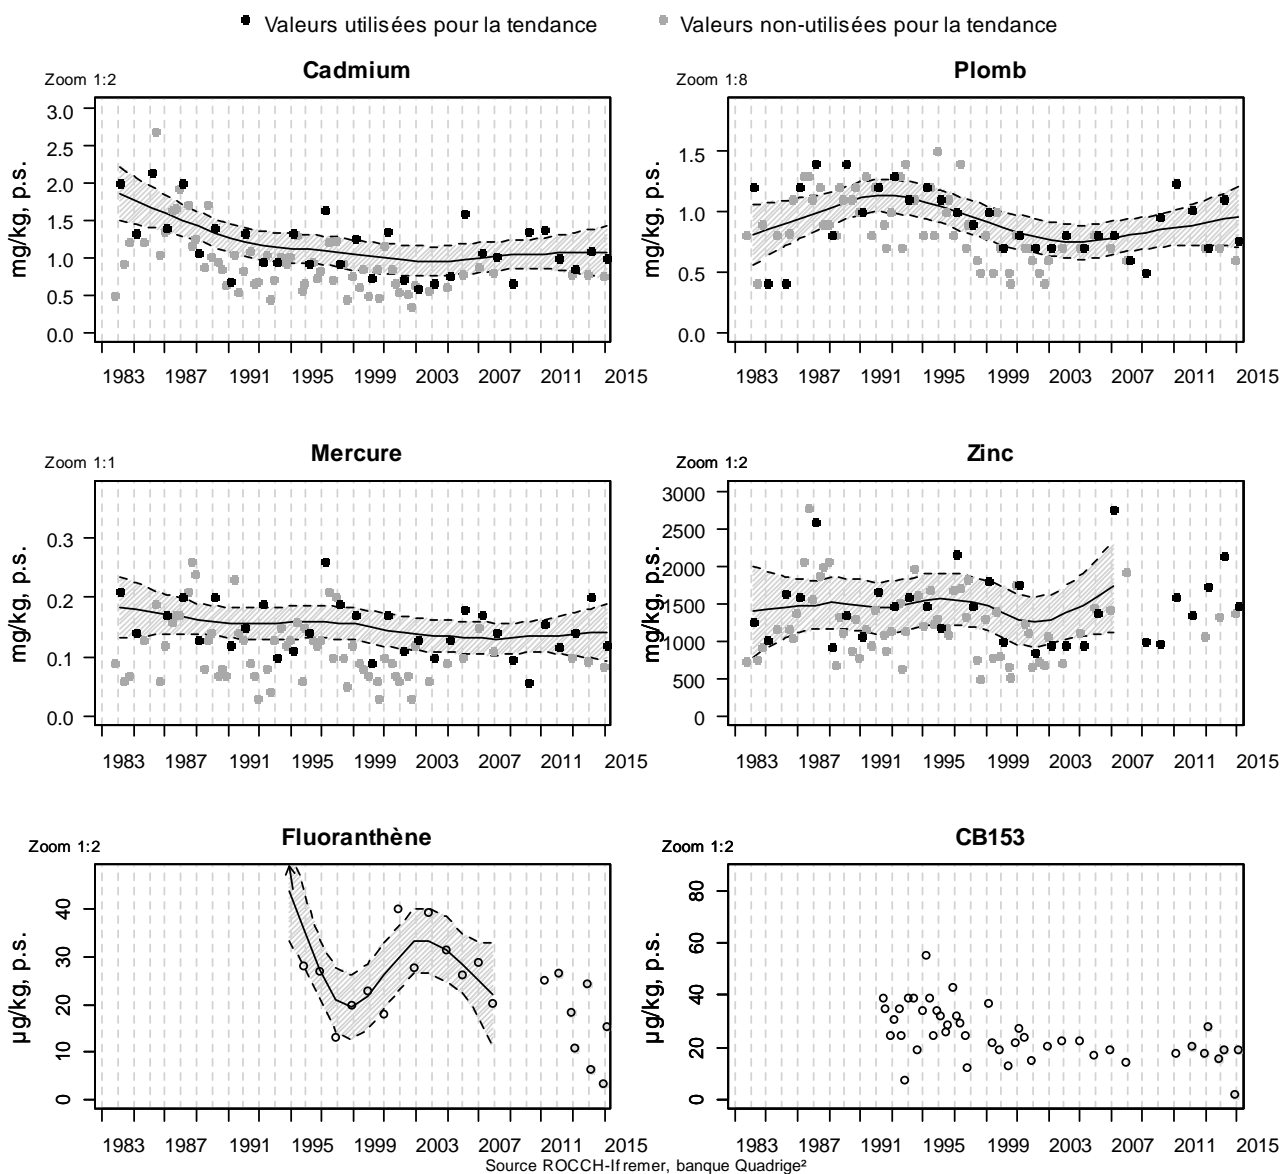 Valeurs utilisées pour la tendance Valeurs non-utilisées pour la tendance
Zoom 1:2 Cadmium Zoom 1:8 Plomb
mg/kg, p.s. mg/kg, p.s.
3.0
2.5
2.0
1.5
1.0
0.5
0.0
1.5
1.0
0.5
0.0
1983 1987 1991 1995 1999 2003 2007 2011 2015 1983 1987 1991 1995 1999 2003 2007 2011 2015
Zoom 1:1 Mercure Zoom 1:2 Zinc
mg/kg, p.s. mg/kg, p.s.
0.3
0.2
0.1
0.0
3000
2500
2000
1500
1000
500
0
1983 1987 1991 1995 1999 2003 2007 2011 2015 1983 1987 1991 1995 1999 2003 2007 2011 2015
Zoom 1:2 Fluoranthène Zoom 1:2 CB153
µg/kg, p.s. µg/kg, p.s.
40
30
20
10
0
80
60
40
20
0
1983 1987 1991 1995 1999 2003 2007 2011 2015 1983 1987 1991 1995 1999 2003 2007 2011 2015
Source ROCCH-Ifremer, banque Quadrige²